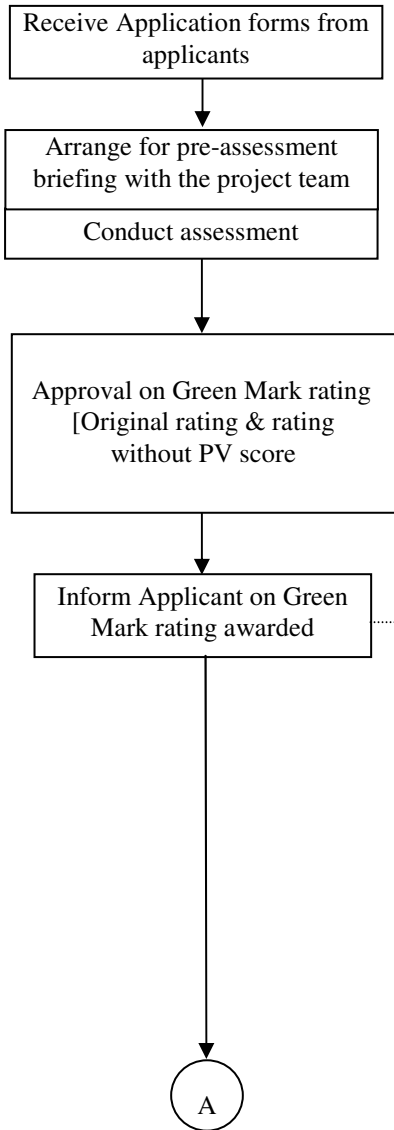 Receive Application forms from
applicants
Arrange for pre-assessment
briefing with the project team
Conduct assessment
Approval on Green Mark rating
[Original rating & rating
without PV score
Inform Applicant on Green
Mark rating awarded
A